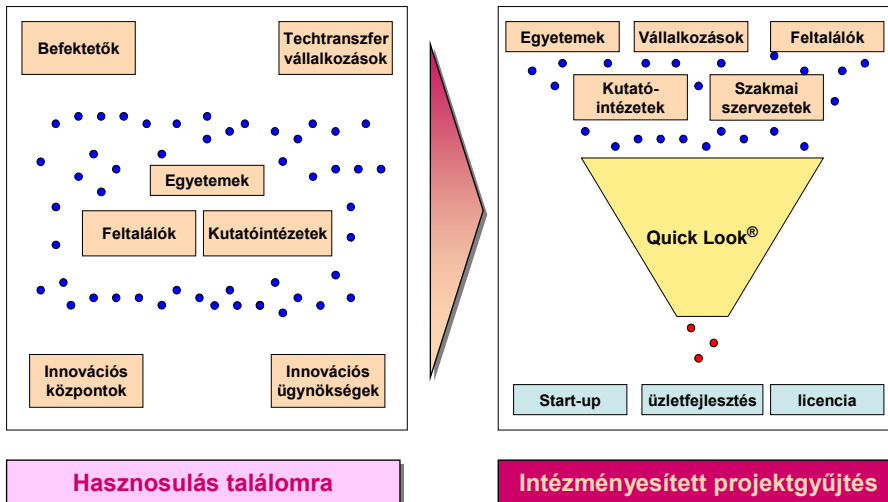 Befektetők
Techtranszfer
vállalkozások
Egyetemek
Feltalálók
Kutatóintézetek
Innovációs
központok
Innovációs
ügynökségek
Hasznosulás találomra
Egyetemek
Vállalkozások
Feltalálók
Kutató-
intézetek
Szakmai
szervezetek
Quick Look®
Start-up
üzletfejlesztés
licencia
Intézményesített projektgyűjtés